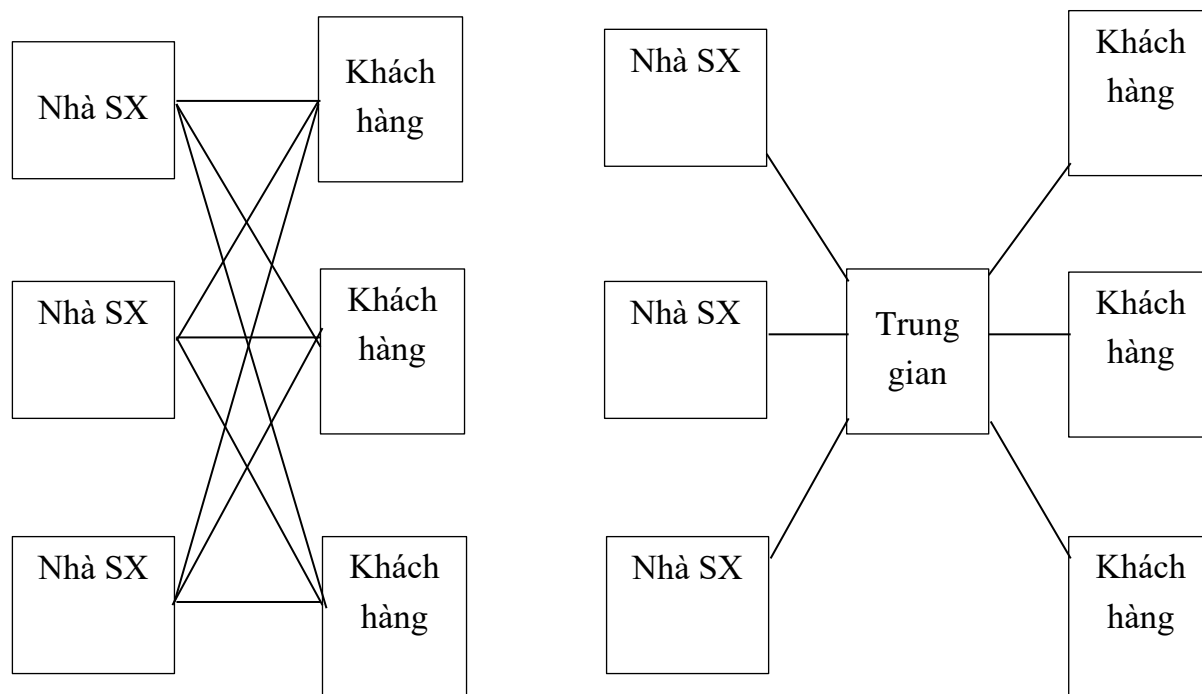 Nhà SX
Khách
hàng
Nhà SX
Khách
hàng
Nhà SX
Khách
hàng
Nhà SX
Khách
hàng
Nhà SX
Trung
gian
Khách
hàng
Nhà SX
Khách
hàng